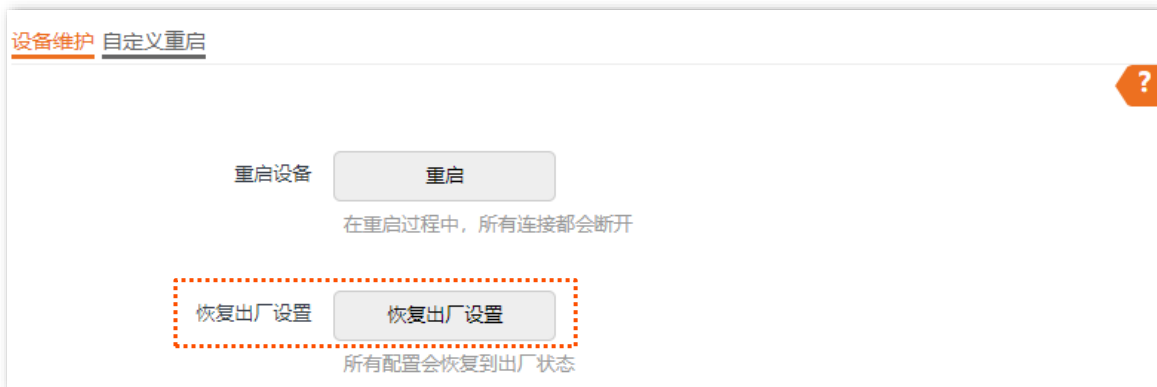 设备维护 自定义重启
?
重启设备 重启
在重启过程中，所有连接都会断开
恢复出厂设置 恢复出厂设置
所有配置会恢复到出厂状态